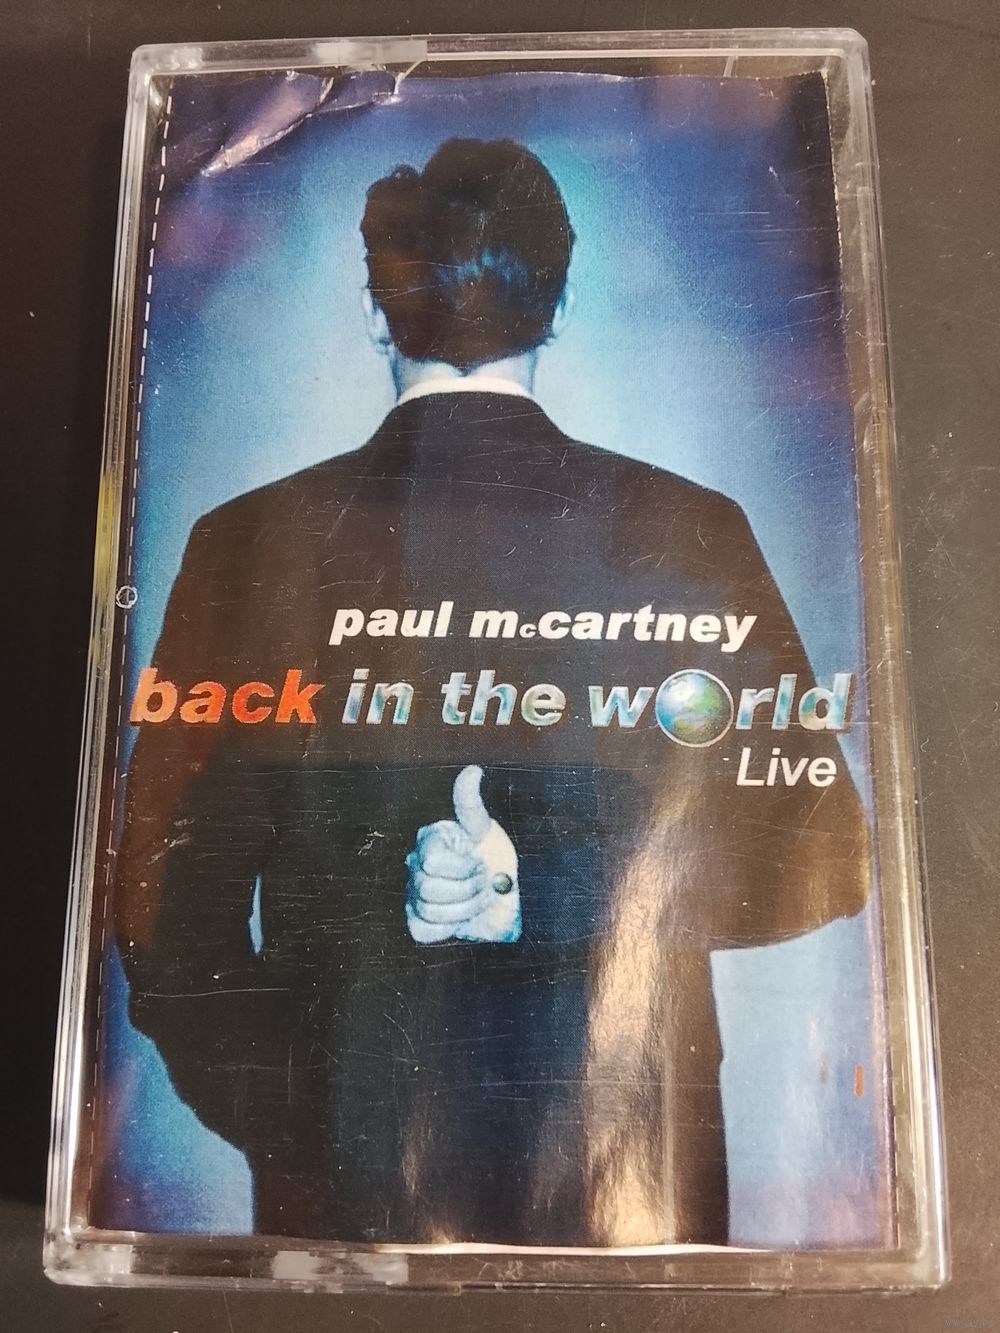 paul mccartney
back in the world
Live